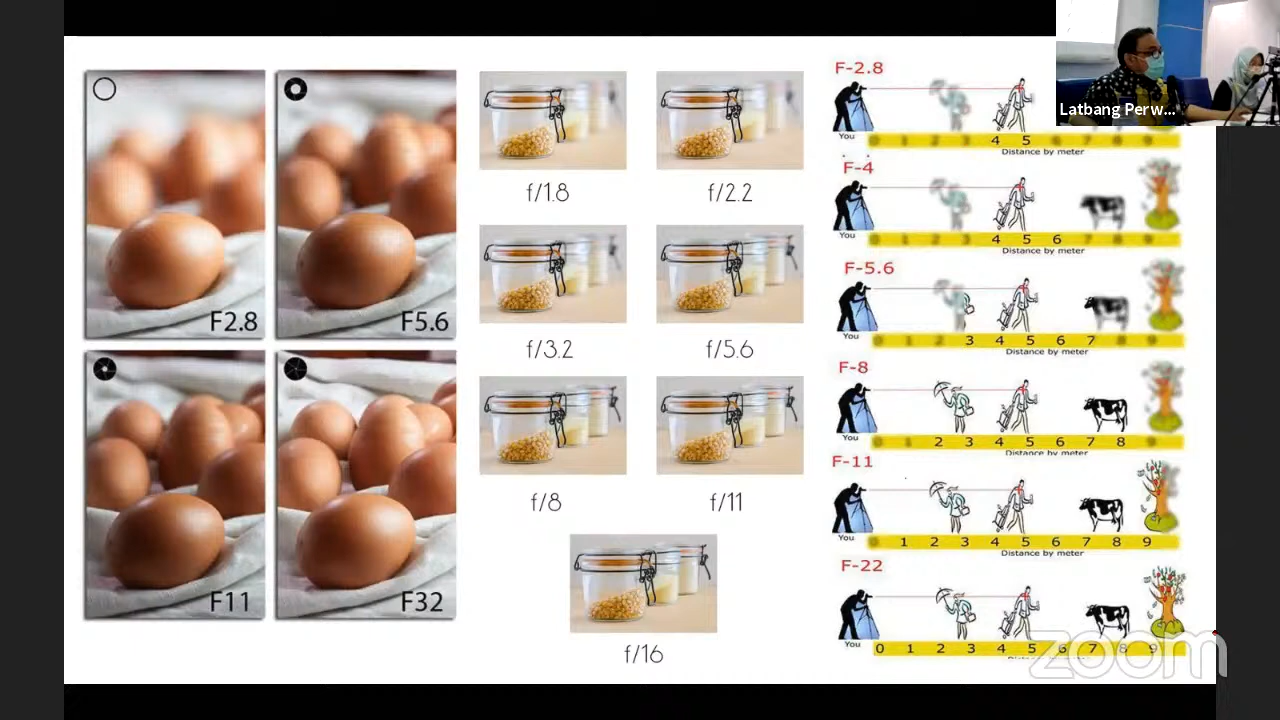 F2.8
F5.6
F11
F32
f/1.8
f/2.2
f/3.2
f/5.6
f/8
f/11
f/16
F-2.8
You
4 5
Distance by meter
F-4
You
4 5 6
Distance by meter
F-5.6
You
3 4 5 6 7
Distance by meter
F-8
You
2 3 4 5 6 7 8
Distance by meter
F-11
You
1 2 3 4 5 6 7 8 9
Distance by meter
F-22
You
0 1 2 3 4 5 6 7 8 9
Latbang Perw...
zoom